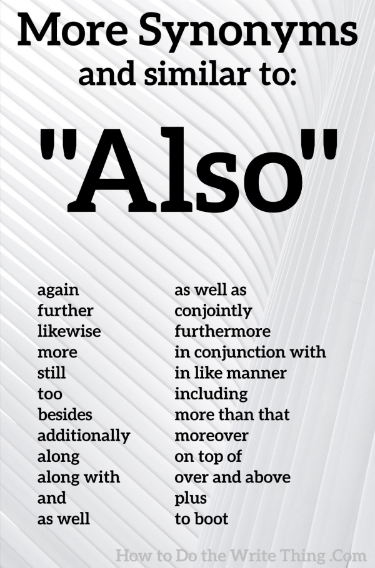 More Synonyms
and similar to:
"Also"
again
further
likewise
more
still
too
besides
additionally
along
along with
and
as well
as well as
conjointly
furthermore
in conjunction with
in like manner
including
more than that
moreover
on top of
over and above
plus
to boot
How to Do the Write Thing .Com